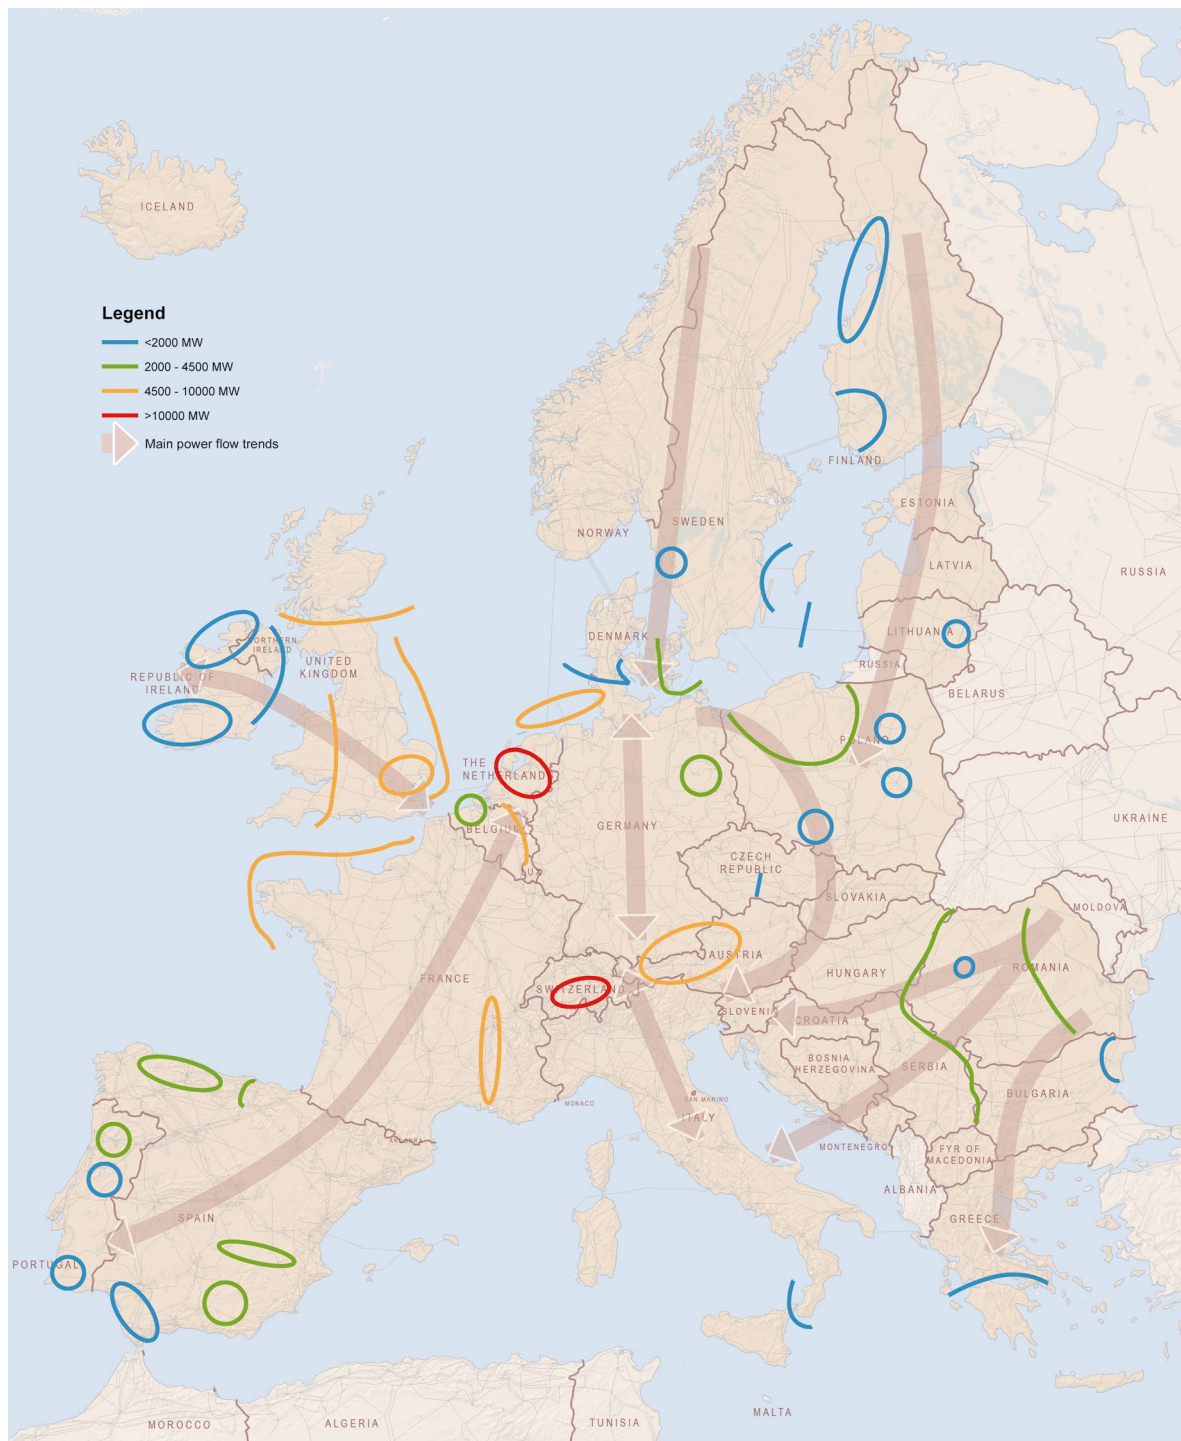 ICELAND
Legend
<2000 MW
2000 - 4500 MW
4500 - 10000 MW
>10000 MW
Main power flow trends
FINLAND
ESTONIA
NORWAY
SWEDEN
LATVIA
RUSSIA
DENMARK
LITHUANIA
NORTHERN
IRELAND
UNITED
KINGDOM
REPUBLIC OF
IRELAND
RUSSIA
BELARUS
POLAND
THE
NETHERLANDS
BELGIUM
GERMANY
UKRAINE
LUX
CZECH
REPUBLIC
SLOVAKIA
MOLDOVA
FRANCE
AUSTRIA
HUNGARY
ROMANIA
SWITZERLAND
SLOVENIA
CROATIA
BOSNIA
HERZEGOVINA
SERBIA
BULGARIA
MONACO
SAN MARINO
ITALY
ANDORRA
MONTENEGRO
FYR OF
MACEDONIA
ALBANIA
SPAIN
GREECE
PORTUGAL
MALTA
MOROCCO
ALGERIA
TUNISIA